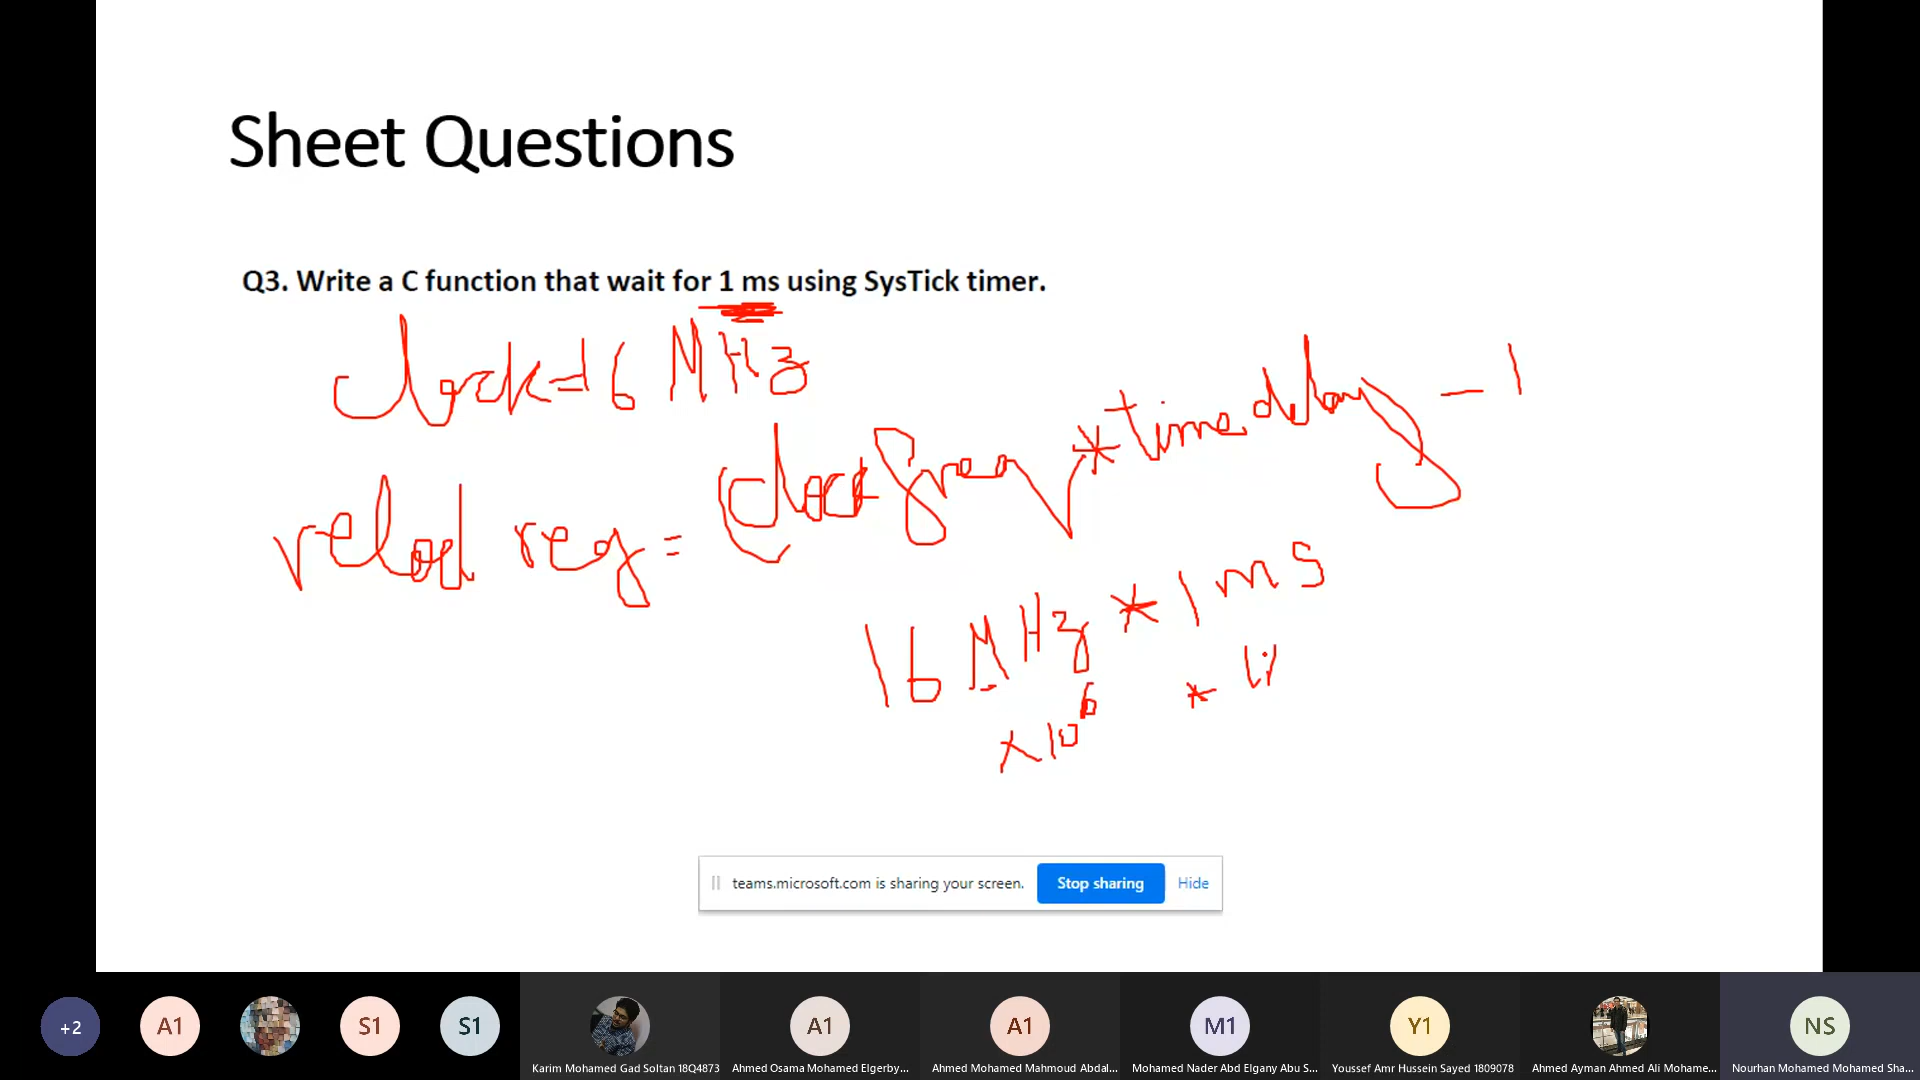 Sheet Questions
Q3. Write a C function that wait for 1 ms using SysTick timer.
clock=16 MHz
relod reg = (clock freq * time delay) - 1
16 MHz * 1 ms
x10⁶ *
teams.microsoft.com is sharing your screen. Stop sharing Hide
+2 A1 S1 S1 A1 A1 M1 Y1 NS
Karim Mohamed Gad Soltan 18Q4873 Ahmed Osama Mohamed Elgerby... Ahmed Mohamed Mahmoud Abdal... Mohamed Nader Abd Elgany Abu S... Youssef Amr Hussein Sayed 1809078 Ahmed Ayman Ahmed Ali Mohame... Nourhan Mohamed Mohamed Sha...